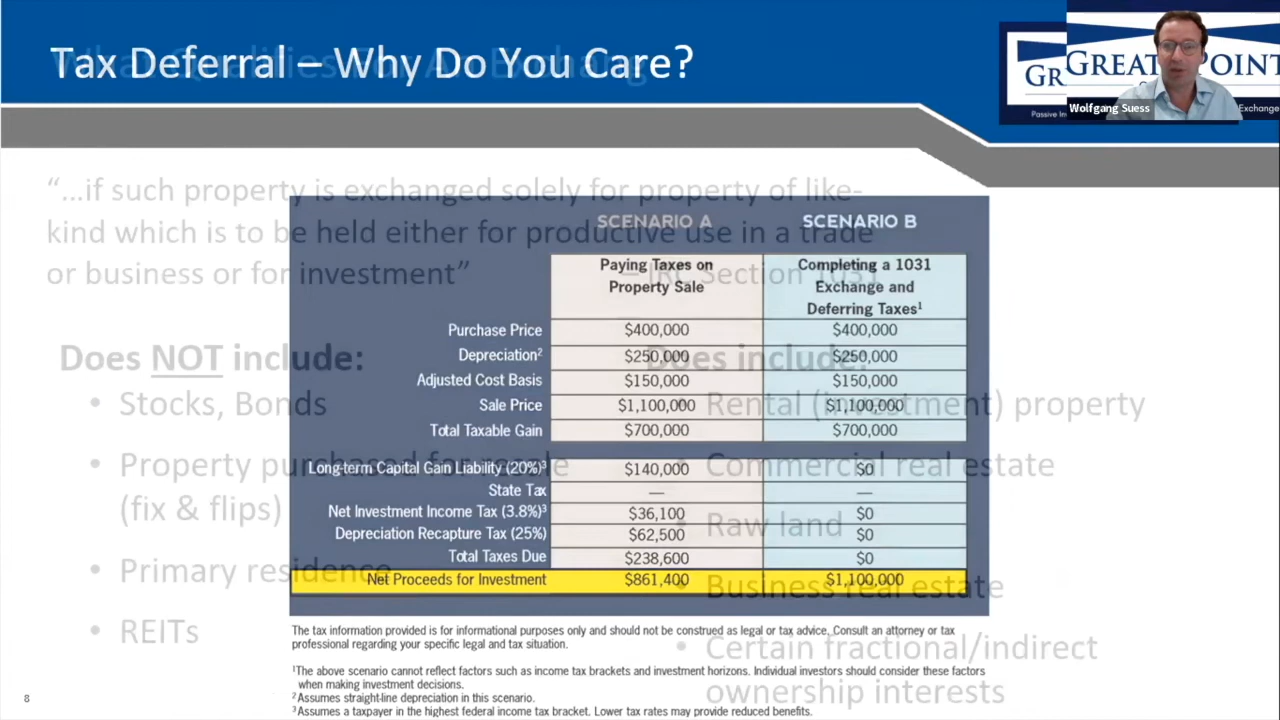 Tax Deferral – Why Do You Care?
GREAT POINT
GR
Wolfgang Suess
Exchange
Passive In
"...if such property is exchanged solely for property of like-
kind which is to be held either for productive use in a trade
or business or for investment"
– IRC Section 1031
Does NOT include:
• Stocks, Bonds
• Property purchased for resale
(fix & flips)
• Primary residence
• REITs
Does include:
• Rental (investment) property
• Commercial real estate
• Raw land
• Business real estate
• Certain fractional/indirect
ownership interests
SCENARIO A SCENARIO B
Paying Taxes on Property Sale
Completing a 1031 Exchange and Deferring Taxes¹
Purchase Price $400,000 $400,000
Depreciation² $250,000 $250,000
Adjusted Cost Basis $150,000 $150,000
Sale Price $1,100,000 $1,100,000
Total Taxable Gain $700,000 $700,000
Long-term Capital Gain Liability (20%)³ $140,000 $0
State Tax — —
Net Investment Income Tax (3.8%)³ $36,100 $0
Depreciation Recapture Tax (25%) $62,500 $0
Total Taxes Due $238,600 $0
Net Proceeds for Investment $861,400 $1,100,000
The tax information provided is for informational purposes only and should not be construed as legal or tax advice. Consult an attorney or tax
professional regarding your specific legal and tax situation.
¹The above scenario cannot reflect factors such as income tax brackets and investment horizons. Individual investors should consider these factors
when making investment decisions.
²Assumes straight-line depreciation in this scenario.
³Assumes a taxpayer in the highest federal income tax bracket. Lower tax rates may provide reduced benefits.
8